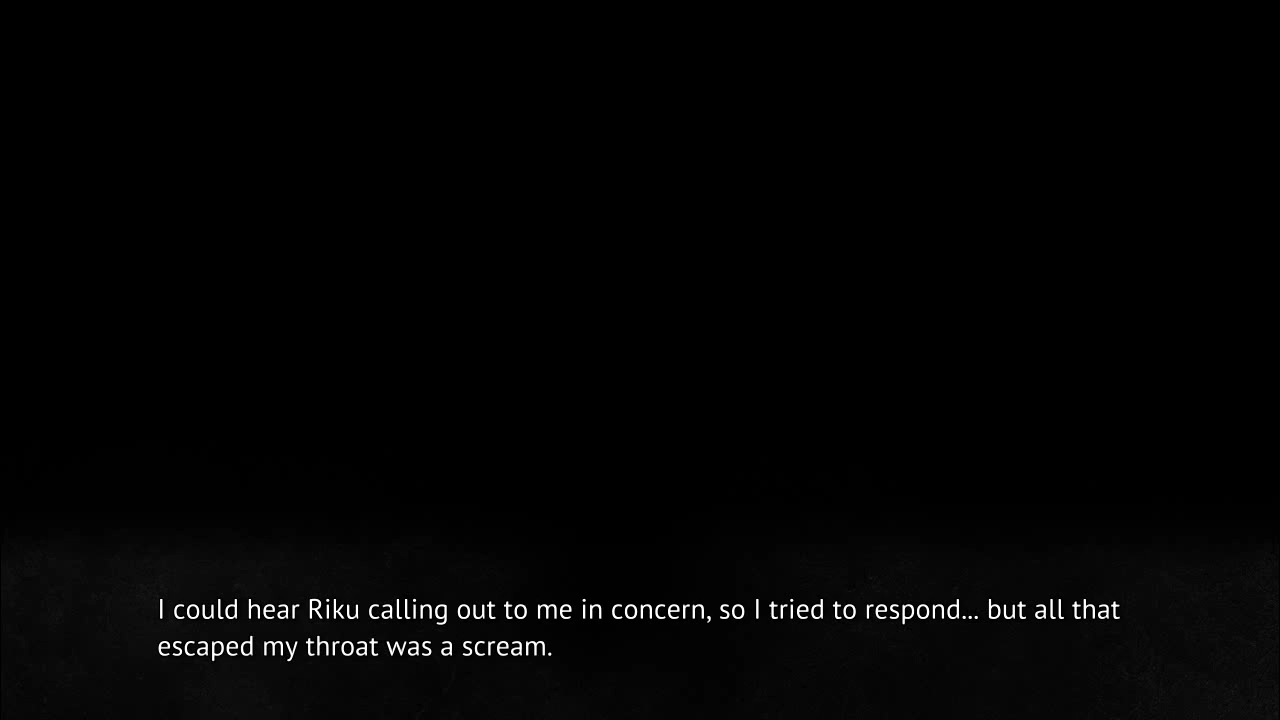 I could hear Riku calling out to me in concern, so I tried to respond... but all that
escaped my throat was a scream.